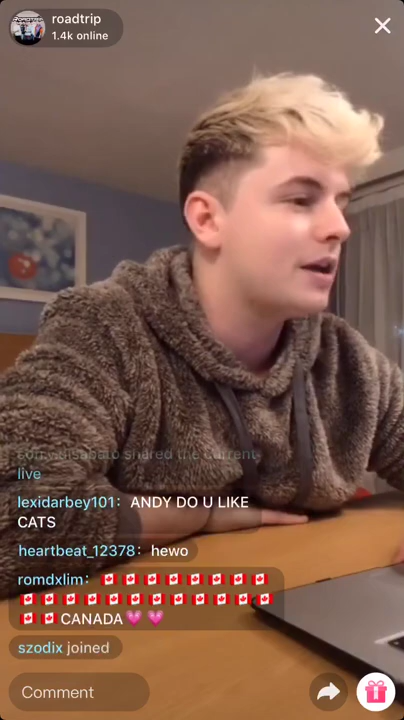 roadtrip
1.4k online
shared the current
live
lexidarbey101: ANDY DO U LIKE
CATS
heartbeat_12378: hewo
romdxlim: 🇨🇦🇨🇦🇨🇦🇨🇦🇨🇦🇨🇦🇨🇦🇨🇦
🇨🇦🇨🇦🇨🇦🇨🇦🇨🇦🇨🇦🇨🇦🇨🇦🇨🇦🇨🇦🇨🇦🇨🇦
🇨🇦🇨🇦CANADA💗💗
szodix joined
Comment